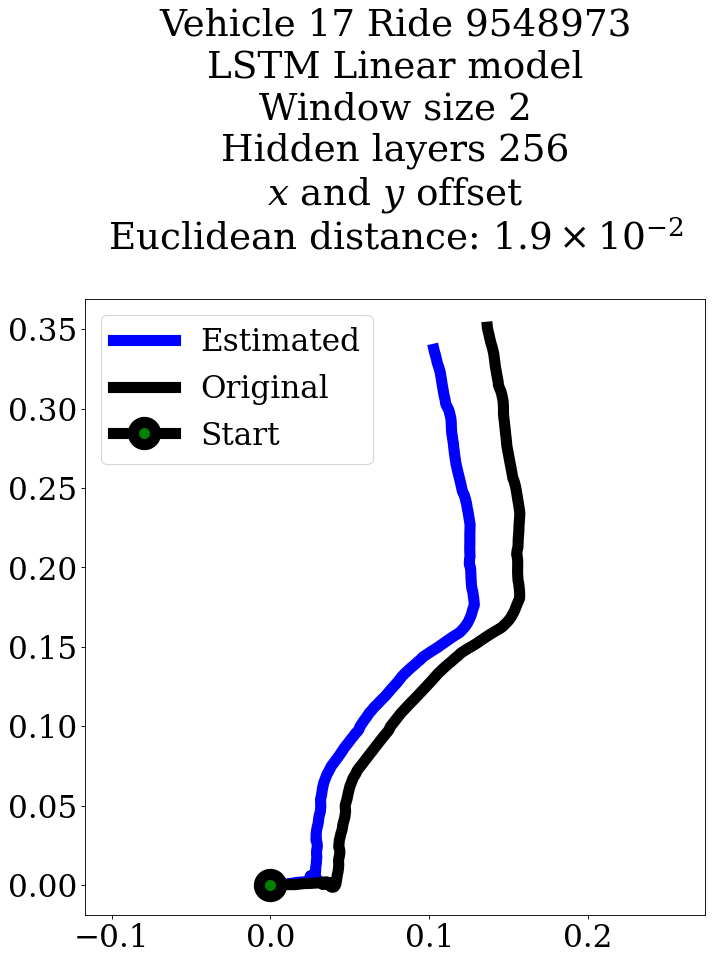 Vehicle 17 Ride 9548973
LSTM Linear model
Window size 2
Hidden layers 256
x and y offset
Euclidean distance: 1.9 × 10⁻²
Estimated
Original
Start
0.35
0.30
0.25
0.20
0.15
0.10
0.05
0.00
−0.1
0.0
0.1
0.2